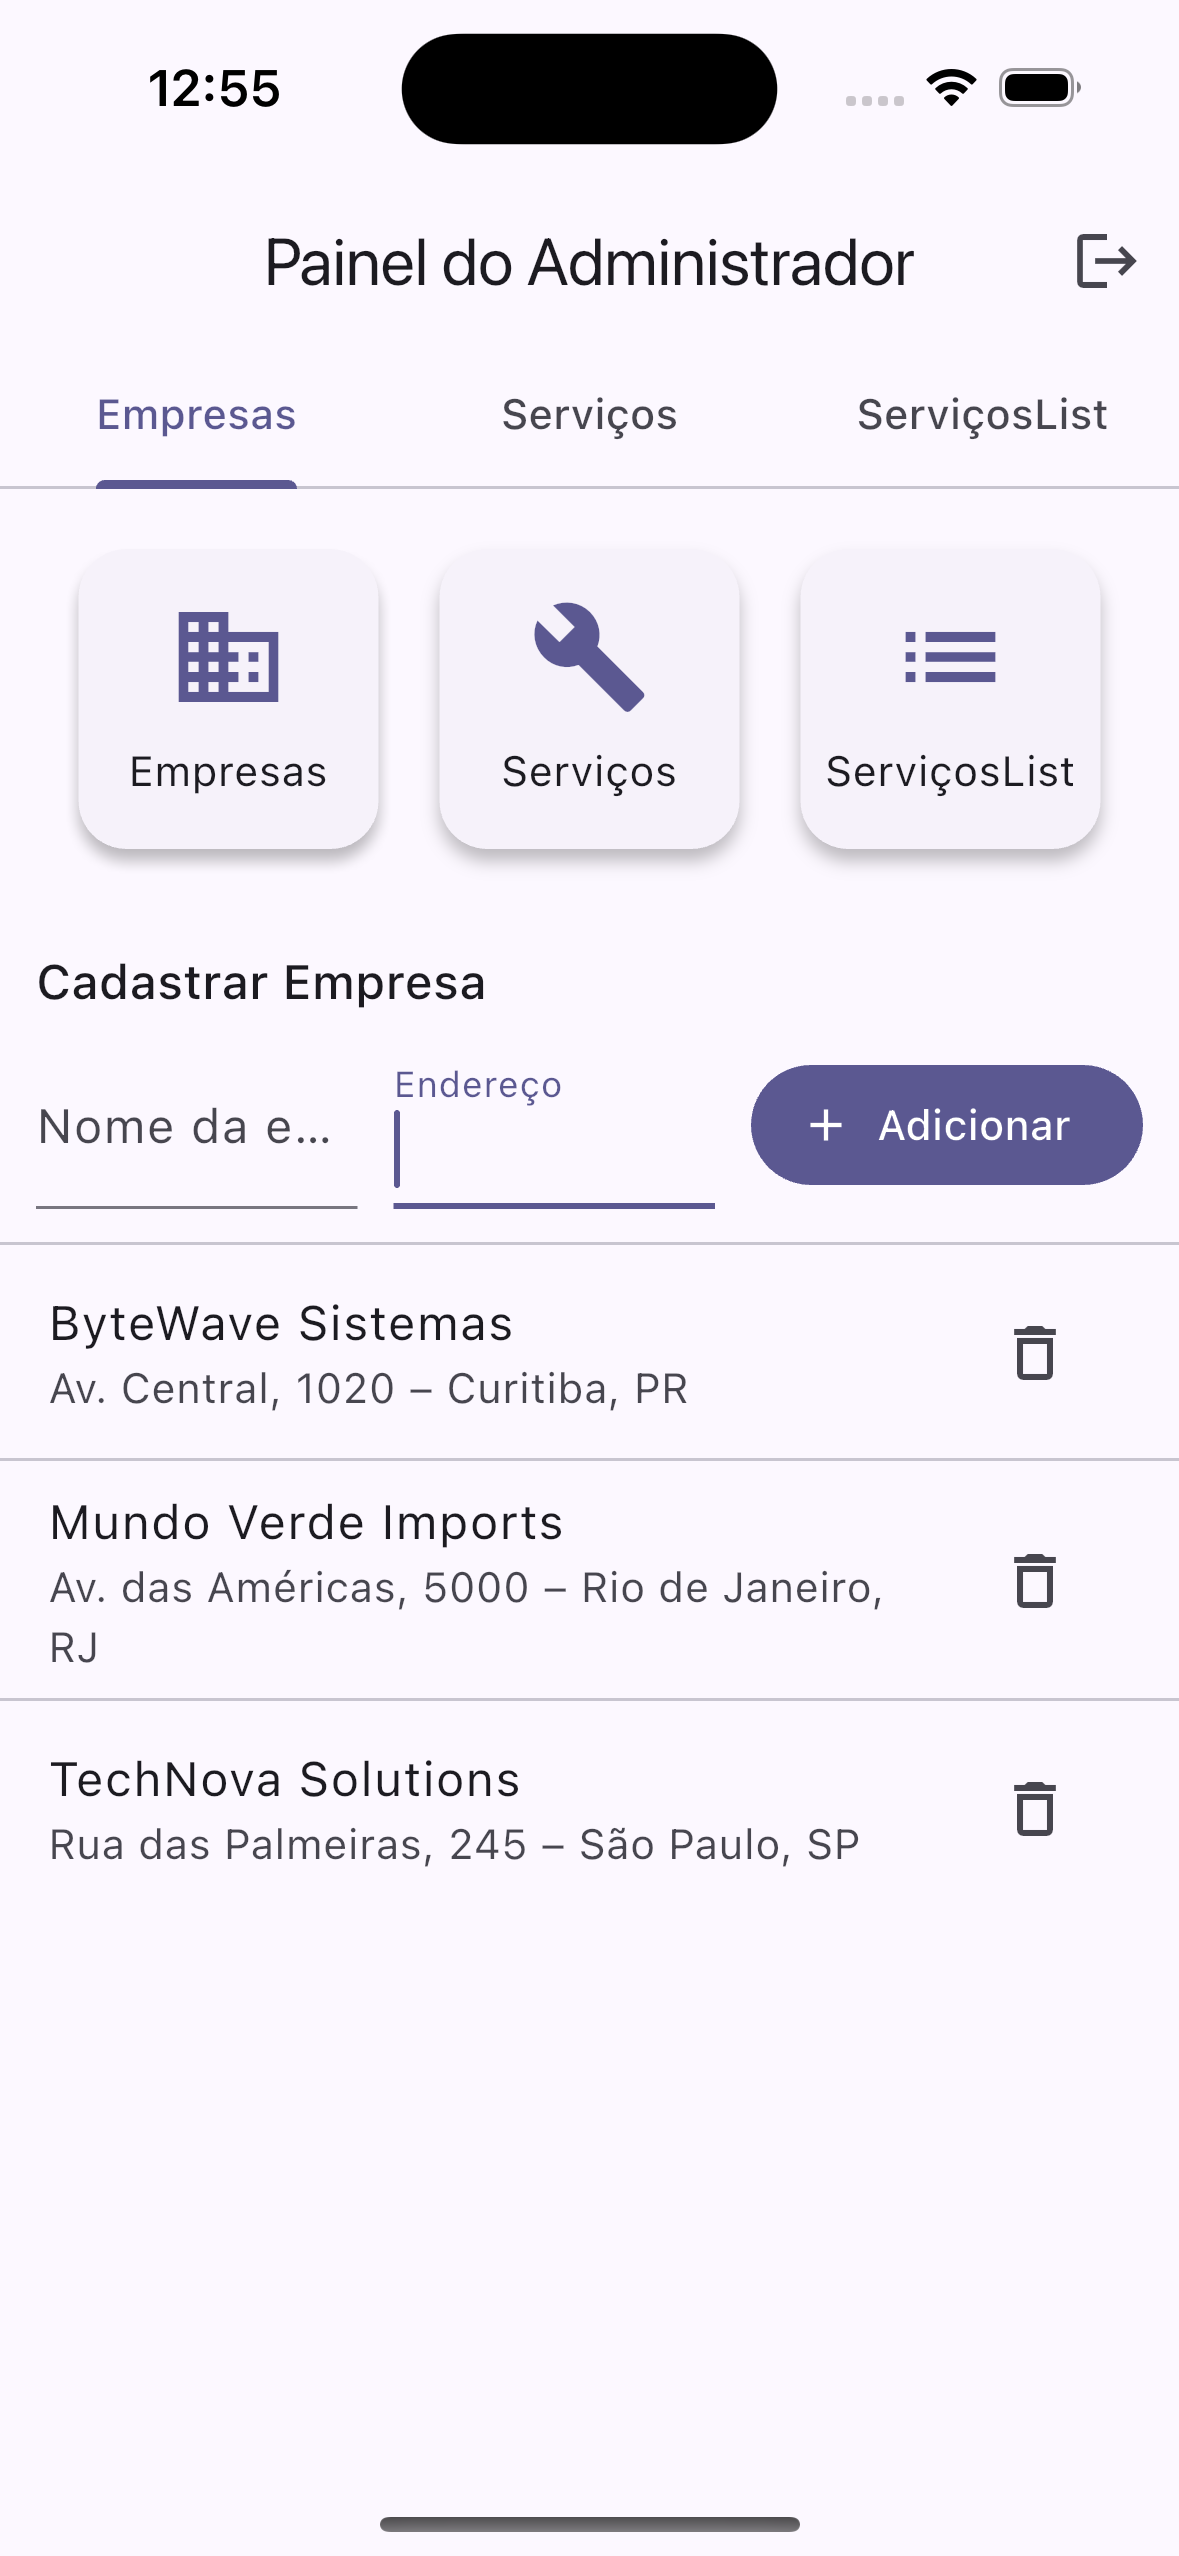 12:55
Painel do Administrador
Empresas
Serviços
ServiçosList
Empresas
Serviços
ServiçosList
Cadastrar Empresa
Nome da e...
Endereço
Adicionar
ByteWave Sistemas
Av. Central, 1020 – Curitiba, PR
Mundo Verde Imports
Av. das Américas, 5000 – Rio de Janeiro,
RJ
TechNova Solutions
Rua das Palmeiras, 245 – São Paulo, SP